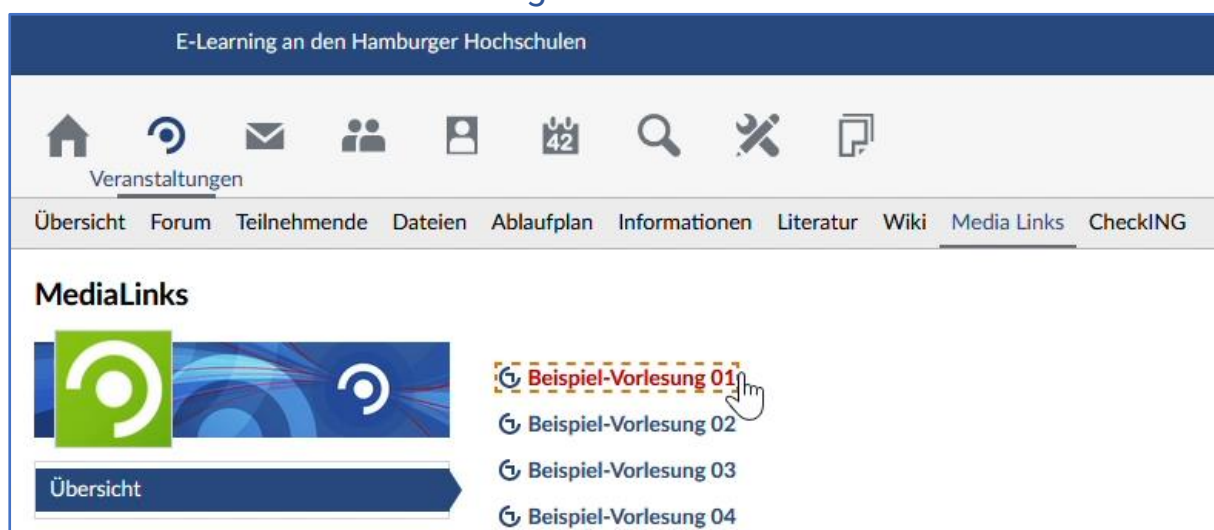 E-Learning an den Hamburger Hochschulen
42
Veranstaltungen
Übersicht Forum Teilnehmende Dateien Ablaufplan Informationen Literatur Wiki Media Links CheckING
MediaLinks
Beispiel-Vorlesung 01
Beispiel-Vorlesung 02
Beispiel-Vorlesung 03
Übersicht
Beispiel-Vorlesung 04